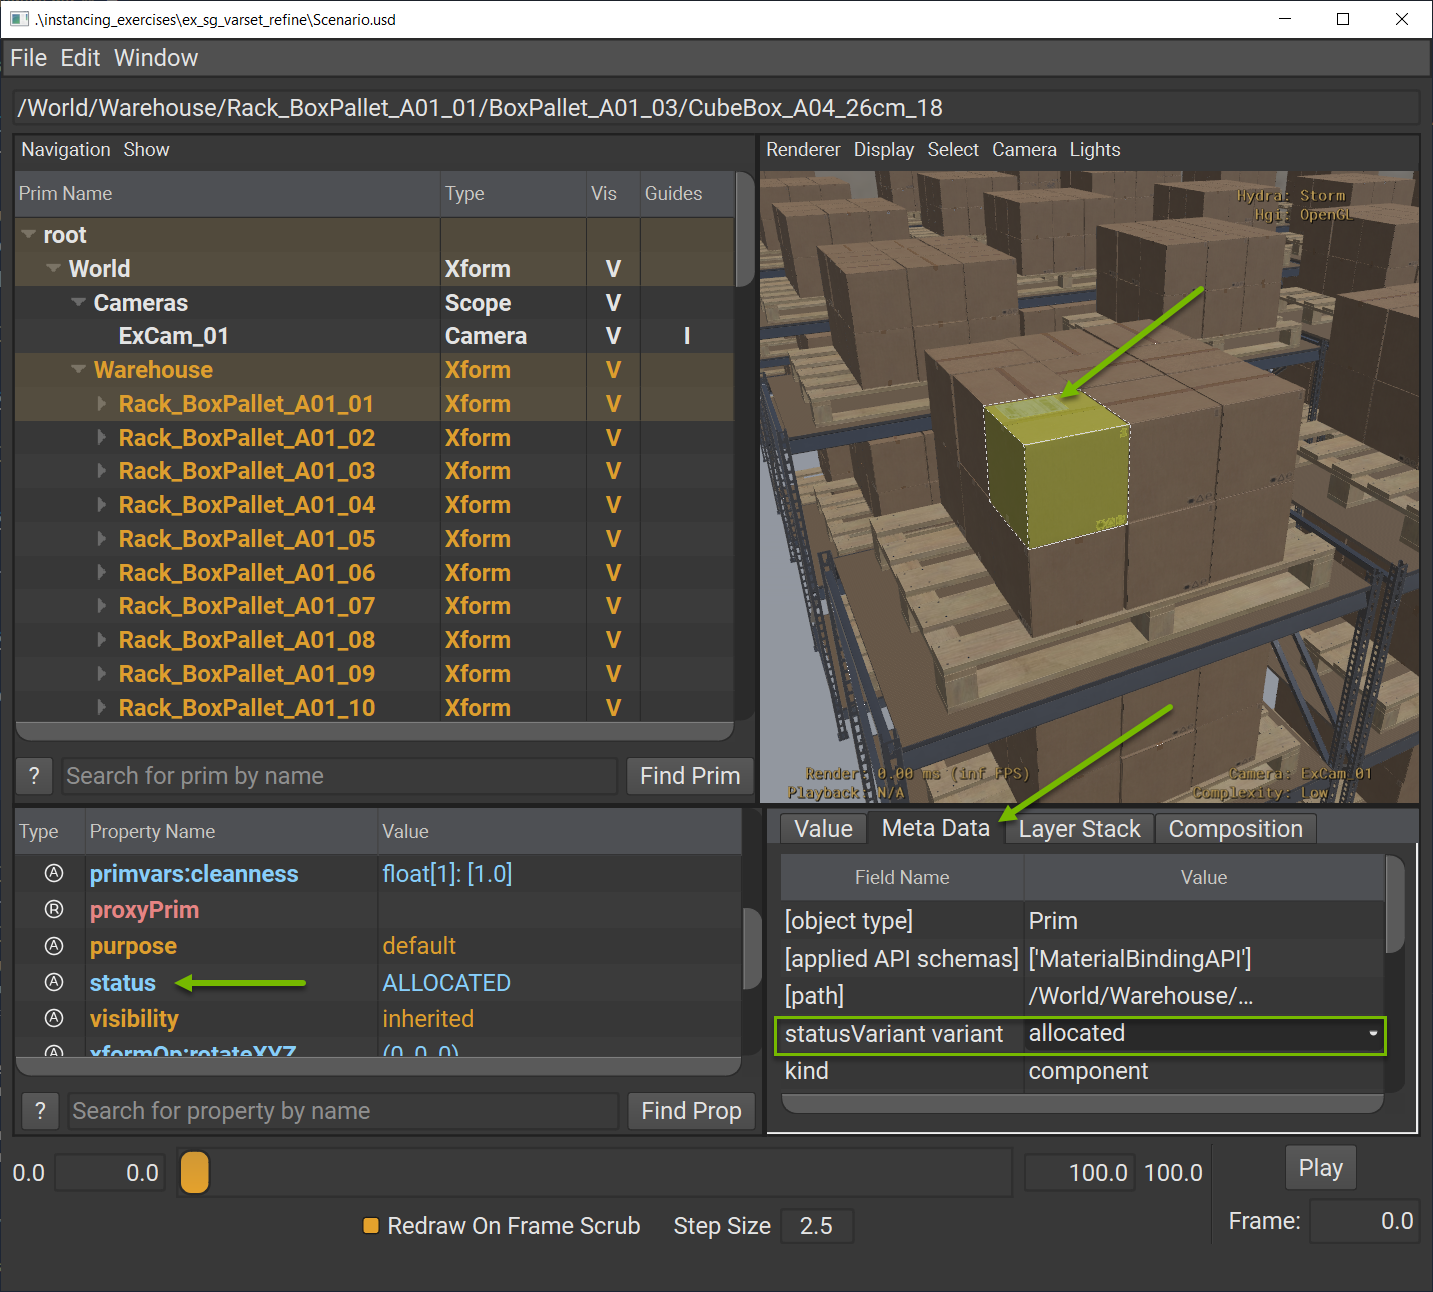 .\instancing_exercises\ex_sg_varset_refine\Scenario.usd
File Edit Window
/World/Warehouse/Rack_BoxPallet_A01_01/BoxPallet_A01_03/CubeBox_A04_26cm_18
Navigation Show
Prim Name Type Vis Guides
root
World Xform V
Cameras Scope V
ExCam_01 Camera V I
Warehouse Xform V
Rack_BoxPallet_A01_01 Xform V
Rack_BoxPallet_A01_02 Xform V
Rack_BoxPallet_A01_03 Xform V
Rack_BoxPallet_A01_04 Xform V
Rack_BoxPallet_A01_05 Xform V
Rack_BoxPallet_A01_06 Xform V
Rack_BoxPallet_A01_07 Xform V
Rack_BoxPallet_A01_08 Xform V
Rack_BoxPallet_A01_09 Xform V
Rack_BoxPallet_A01_10 Xform V
? Search for prim by name Find Prim
Renderer Display Select Camera Lights
Hydra: Storm
Hgi: OpenGL
Render: 0.00 ms (inf FPS) Camera: ExCam_01
Playback: N/A Complexity: Low
Type Property Name Value
A primvars:cleanness float[1]: [1.0]
R proxyPrim
A purpose default
A status ALLOCATED
A visibility inherited
A xformOp:rotateXYZ (0, 0, 0)
? Search for property by name Find Prop
Value Meta Data Layer Stack Composition
Field Name Value
[object type] Prim
[applied API schemas] ['MaterialBindingAPI']
[path] /World/Warehouse/...
statusVariant variant allocated
kind component
0.0 0.0 100.0 100.0 Play
Redraw On Frame Scrub Step Size 2.5 Frame: 0.0